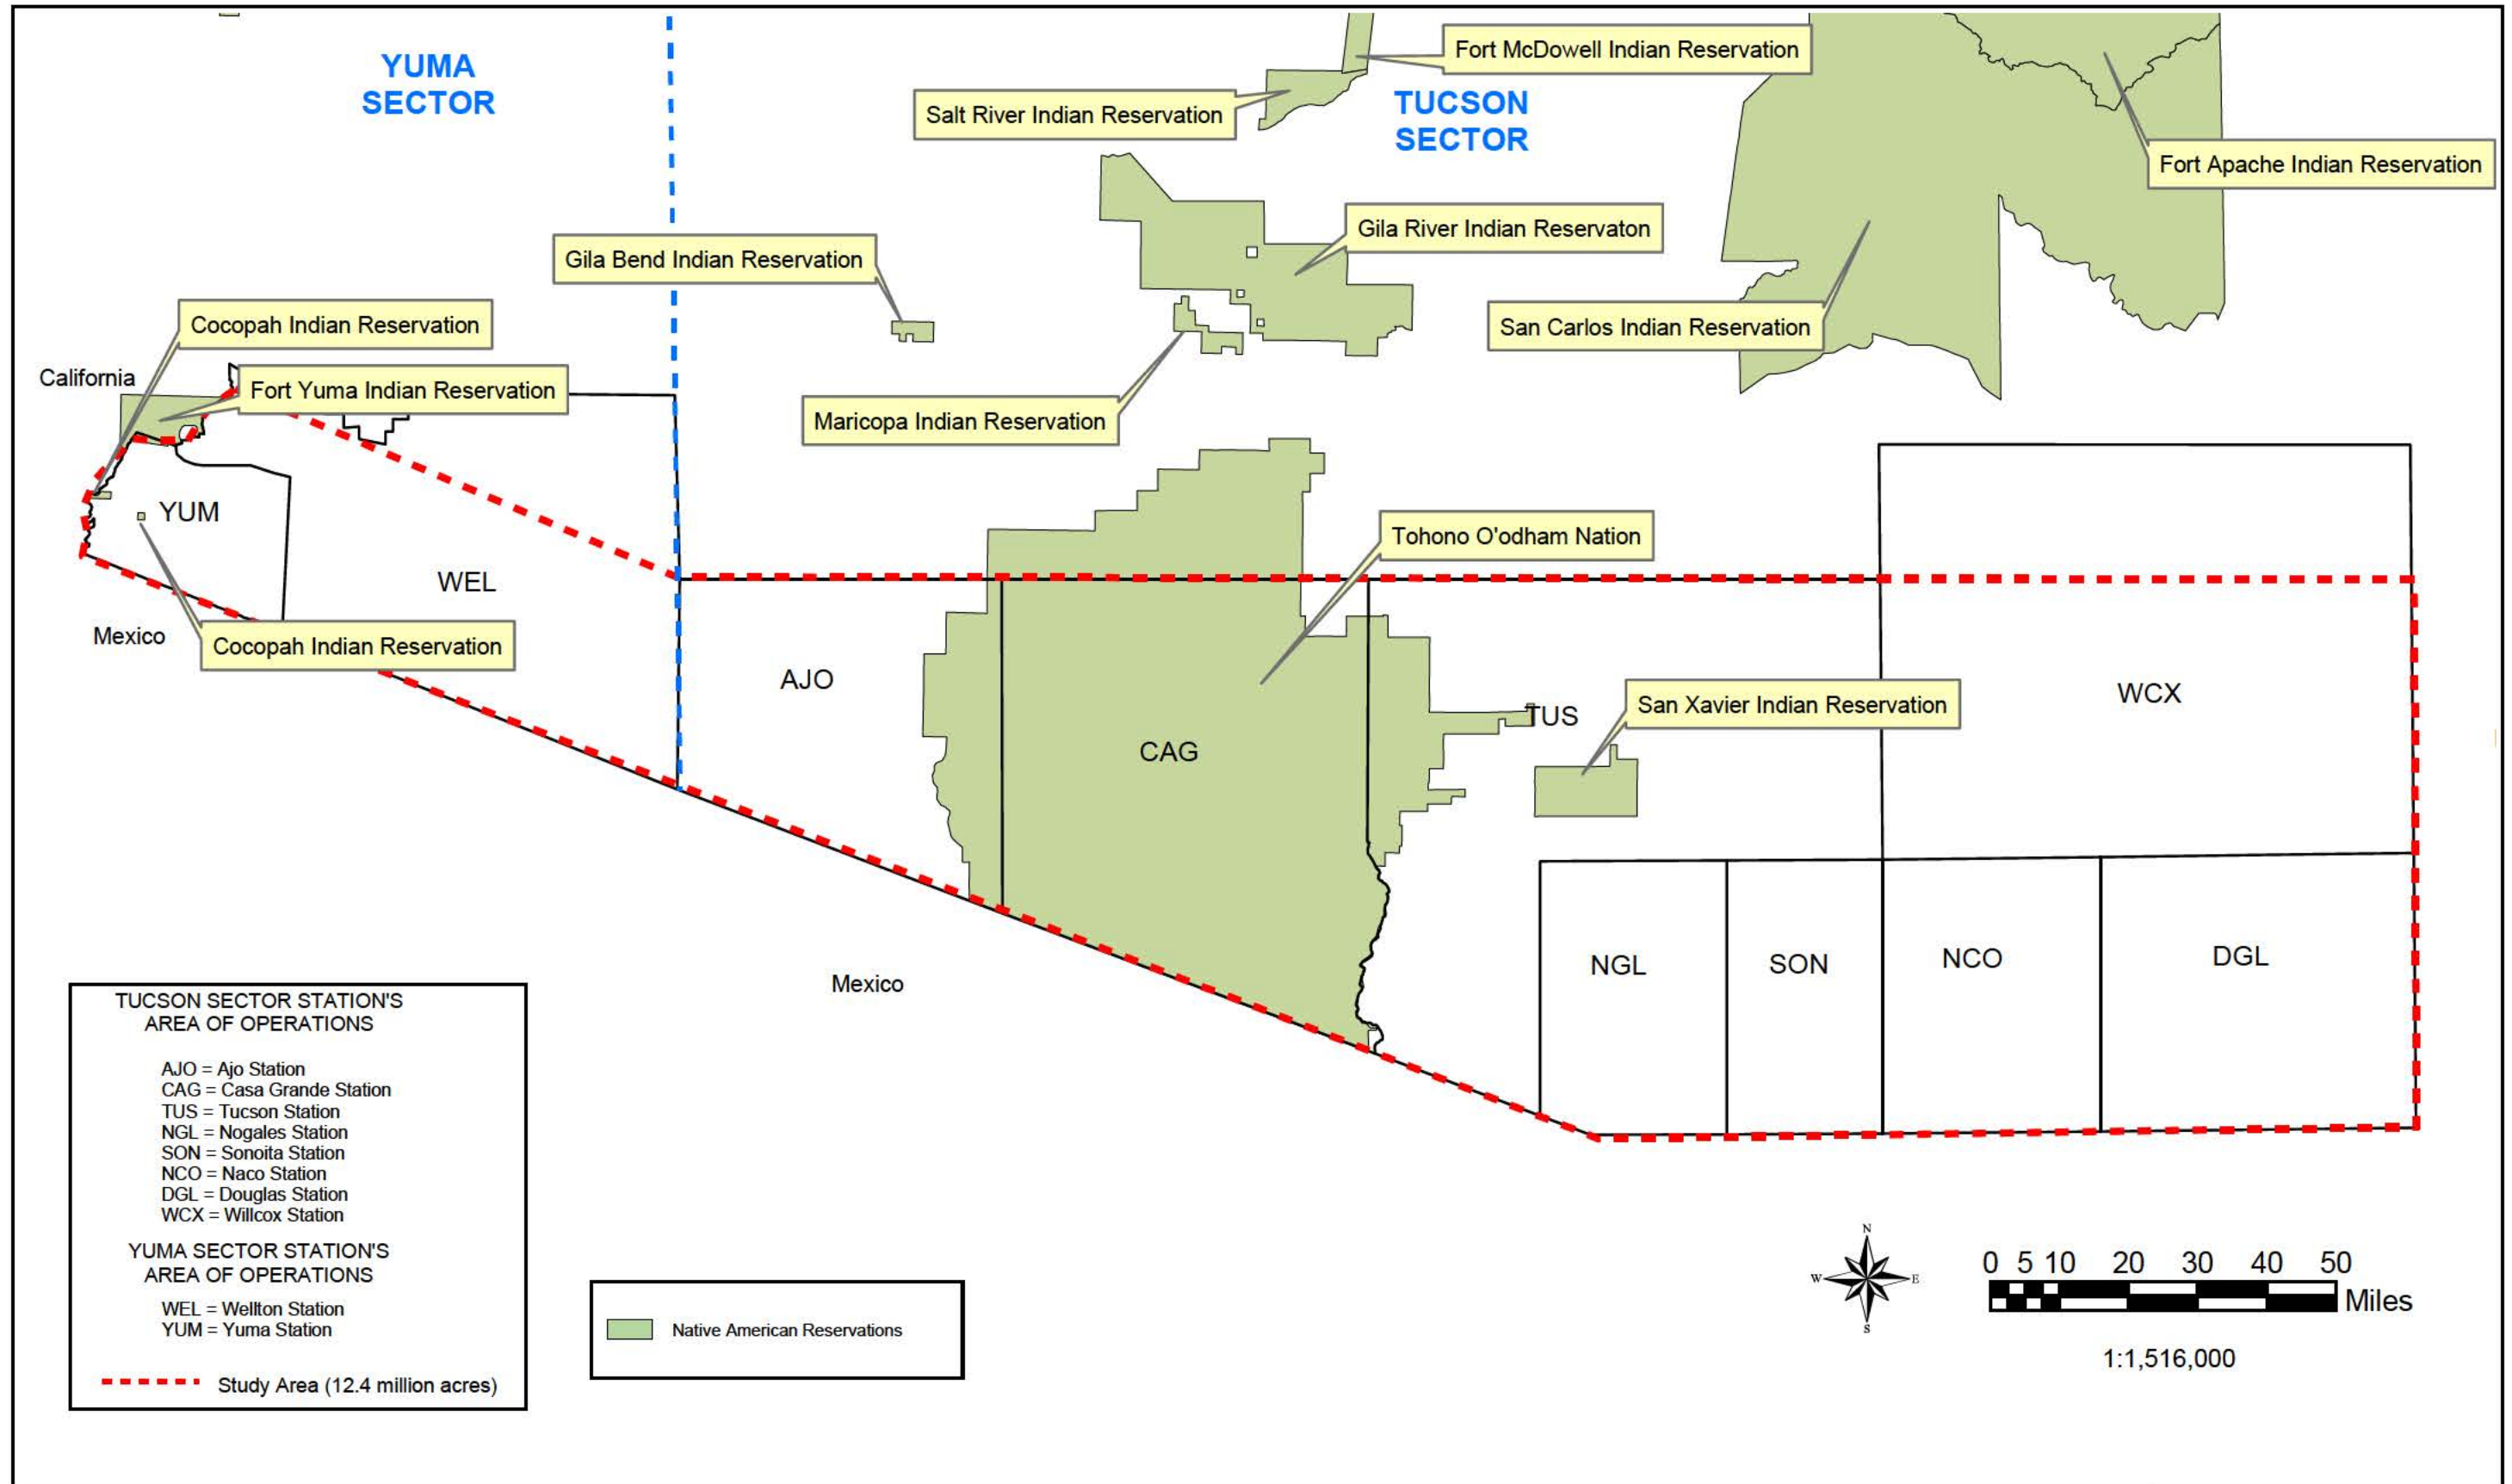 YUMA
SECTOR
Fort McDowell Indian Reservation
Salt River Indian Reservation
TUCSON
SECTOR
Fort Apache Indian Reservation
Gila River Indian Reservaton
Gila Bend Indian Reservation
Cocopah Indian Reservation
San Carlos Indian Reservation
California
Fort Yuma Indian Reservation
Maricopa Indian Reservation
YUM
Tohono O'odham Nation
WEL
Mexico
Cocopah Indian Reservation
AJO
WCX
San Xavier Indian Reservation
TUS
CAG
Mexico
NGL
SON
NCO
DGL
TUCSON SECTOR STATION'S
AREA OF OPERATIONS
AJO = Ajo Station
CAG = Casa Grande Station
TUS = Tucson Station
NGL = Nogales Station
SON = Sonoita Station
NCO = Naco Station
DGL = Douglas Station
WCX = Willcox Station
YUMA SECTOR STATION'S
AREA OF OPERATIONS
WEL = Wellton Station
YUM = Yuma Station
Study Area (12.4 million acres)
Native American Reservations
N
W E
S
0 5 10 20 30 40 50
Miles
1:1,516,000